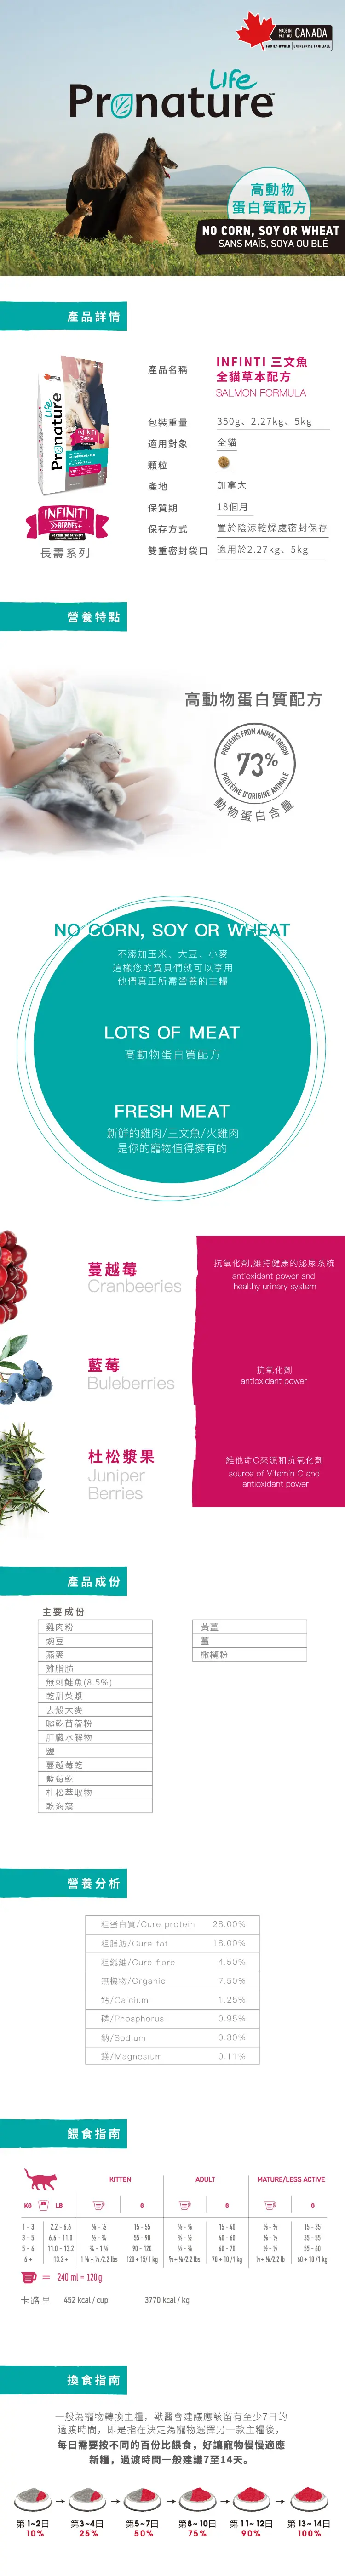 MADE IN
FAIT AU
CANADA
FAMILY-OWNED | ENTREPRISE FAMILIALE
Life
Pronature
高動物
蛋白質配方
NO CORN, SOY OR WHEAT
SANS MAÏS, SOYA OU BLÉ
產品詳情
產品名稱
INFINTI 三文魚
全貓草本配方
SALMON FORMULA
包裝重量 350g、2.27kg、5kg
適用對象 全貓
顆粒
產地 加拿大
保質期 18個月
保存方式 置於陰涼乾燥處密封保存
雙重密封袋口 適用於2.27kg、5kg
Life
Pronature
INFINITI
INFINITI
BERRIES+
長壽系列
營養特點
高動物蛋白質配方
PROTEINS FROM ANIMAL ORIGIN
73%
PROTÉINE D'ORIGINE ANIMALE
動物蛋白含量
NO CORN, SOY OR WHEAT
不添加玉米、大豆、小麥
這樣您的寶貝們就可以享用
他們真正所需營養的主糧
LOTS OF MEAT
高動物蛋白質配方
FRESH MEAT
新鮮的雞肉/三文魚/火雞肉
是你的寵物值得擁有的
蔓越莓
Cranbeeries
抗氧化劑,維持健康的泌尿系統
antioxidant power and
healthy urinary system
藍莓
Buleberries
抗氧化劑
antioxidant power
杜松漿果
Juniper
Berries
維他命C來源和抗氧化劑
source of Vitamin C and
antioxidant power
產品成份
主要成份
雞肉粉
豌豆
燕麥
雞脂肪
無刺鮭魚(8.5%)
乾甜菜漿
去殼大麥
曬乾苜蓿粉
肝臟水解物
鹽
蔓越莓乾
藍莓乾
杜松萃取物
乾海藻
黃薑
薑
橄欖粉
營養分析
粗蛋白質/Cure protein 28.00%
粗脂肪/Cure fat 18.00%
粗纖維/Cure fibre 4.50%
無機物/Organic 7.50%
鈣/Calcium 1.25%
磷/Phosphorus 0.95%
鈉/Sodium 0.30%
鎂/Magnesium 0.11%
餵食指南
KITTEN ADULT MATURE/LESS ACTIVE
KG LB G G G
1 - 3 2.2 - 6.6 15 - 55 15 - 40 15 - 35
3 - 5 6.6 - 11.0 55 - 90 40 - 60 35 - 55
5 - 6 11.0 - 13.2 90 - 120 60 - 70 55 - 60
6 + 13.2 + 120 + 15/1 kg 70 + 10 /1 kg 60 + 10 /1 kg
= 240 ml = 120 g
卡路里 452 kcal / cup 3770 kcal / kg
換食指南
一般為寵物轉換主糧，獸醫會建議應該留有至少7日的
過渡時間，即是指在決定為寵物選擇另一款主糧後，
每日需要按不同的百份比餵食，好讓寵物慢慢適應
新糧，過渡時間一般建議7至14天。
第1~2日 第3~4日 第5~7日 第8~10日 第11~12日 第13~14日
10% 25% 50% 75% 90% 100%